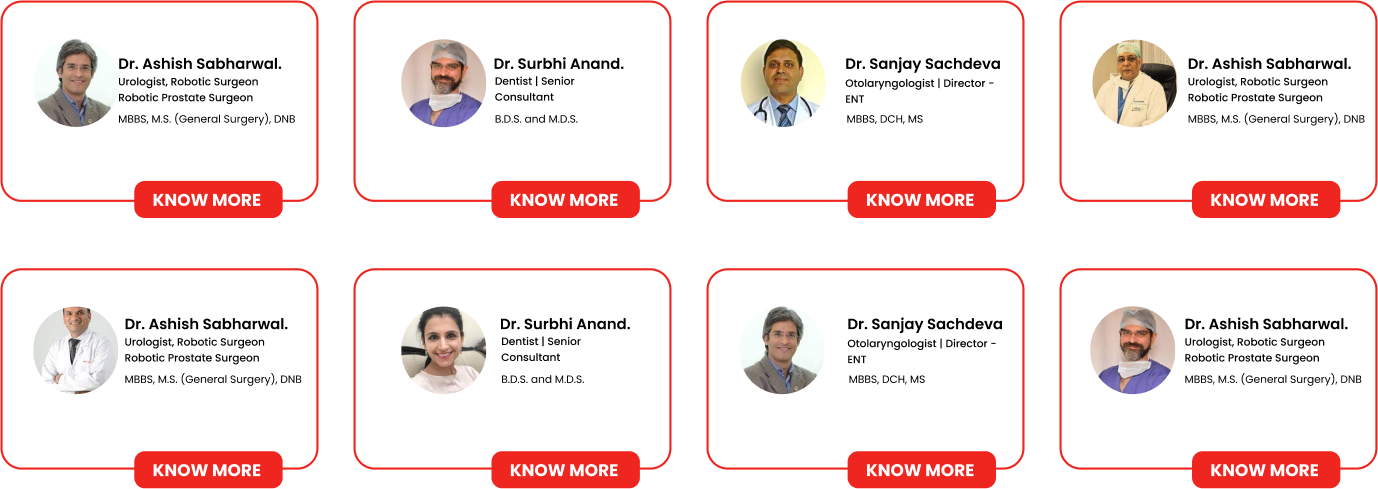 Dr. Ashish Sabharwal.
Urologist, Robotic Surgeon
Robotic Prostate Surgeon
MBBS, M.S. (General Surgery), DNB
KNOW MORE
Dr. Surbhi Anand.
Dentist | Senior
Consultant
B.D.S. and M.D.S.
KNOW MORE
Dr. Sanjay Sachdeva
Otolaryngologist | Director -
ENT
MBBS, DCH, MS
KNOW MORE
Dr. Ashish Sabharwal.
Urologist, Robotic Surgeon
Robotic Prostate Surgeon
MBBS, M.S. (General Surgery), DNB
KNOW MORE
Dr. Ashish Sabharwal.
Urologist, Robotic Surgeon
Robotic Prostate Surgeon
MBBS, M.S. (General Surgery), DNB
KNOW MORE
Dr. Surbhi Anand.
Dentist | Senior
Consultant
B.D.S. and M.D.S.
KNOW MORE
Dr. Sanjay Sachdeva
Otolaryngologist | Director -
ENT
MBBS, DCH, MS
KNOW MORE
Dr. Ashish Sabharwal.
Urologist, Robotic Surgeon
Robotic Prostate Surgeon
MBBS, M.S. (General Surgery), DNB
KNOW MORE